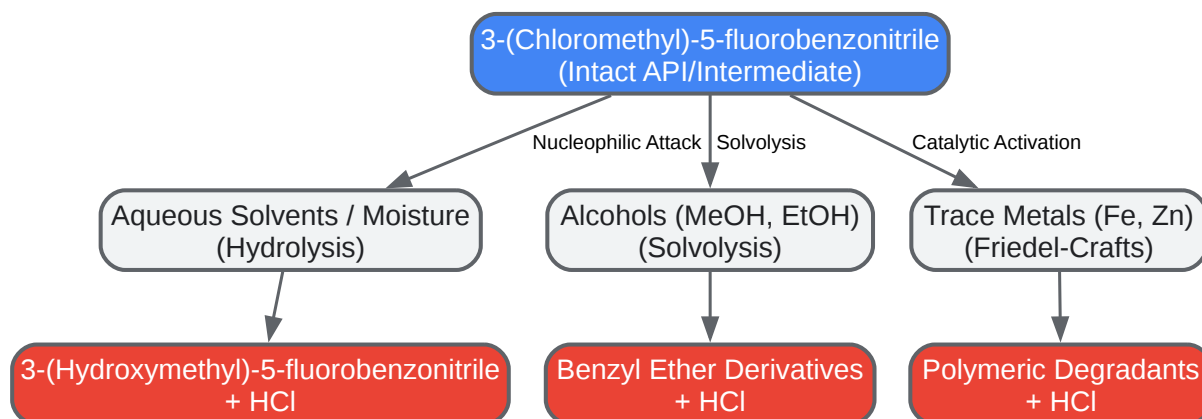 3-(Chloromethyl)-5-fluorobenzonitrile
(Intact API/Intermediate)
Nucleophilic Attack
Solvolysis
Catalytic Activation
Aqueous Solvents / Moisture
(Hydrolysis)
Alcohols (MeOH, EtOH)
(Solvolysis)
Trace Metals (Fe, Zn)
(Friedel-Crafts)
3-(Hydroxymethyl)-5-fluorobenzonitrile
+ HCl
Benzyl Ether Derivatives
+ HCl
Polymeric Degradants
+ HCl